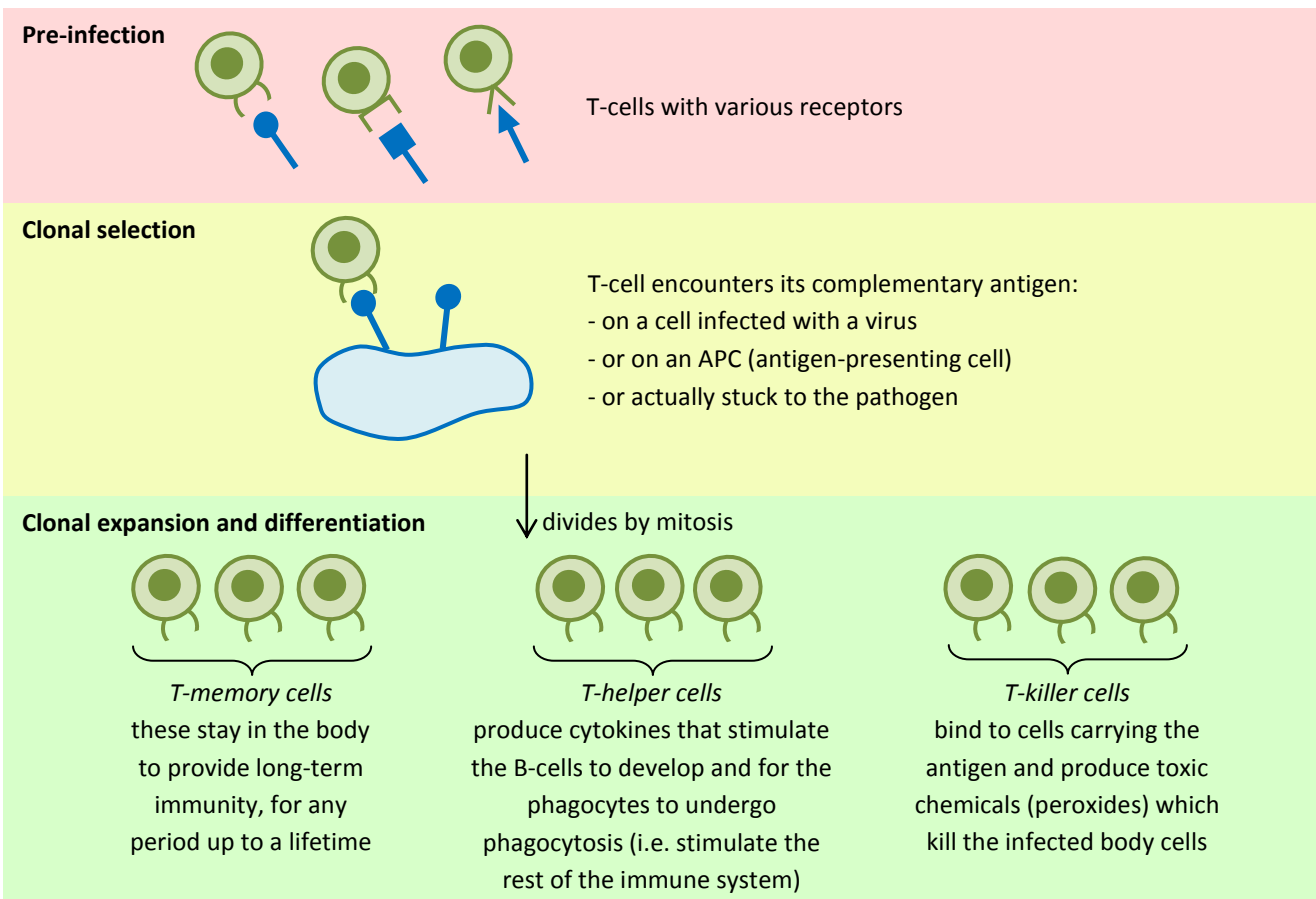 Pre-infection
T-cells with various receptors
Clonal selection
T-cell encounters its complementary antigen:
- on a cell infected with a virus
- or on an APC (antigen-presenting cell)
- or actually stuck to the pathogen
Clonal expansion and differentiation
divides by mitosis
T-memory cells
these stay in the body
to provide long-term
immunity, for any
period up to a lifetime
T-helper cells
produce cytokines that stimulate
the B-cells to develop and for the
phagocytes to undergo
phagocytosis (i.e. stimulate the
rest of the immune system)
T-killer cells
bind to cells carrying the
antigen and produce toxic
chemicals (peroxides) which
kill the infected body cells